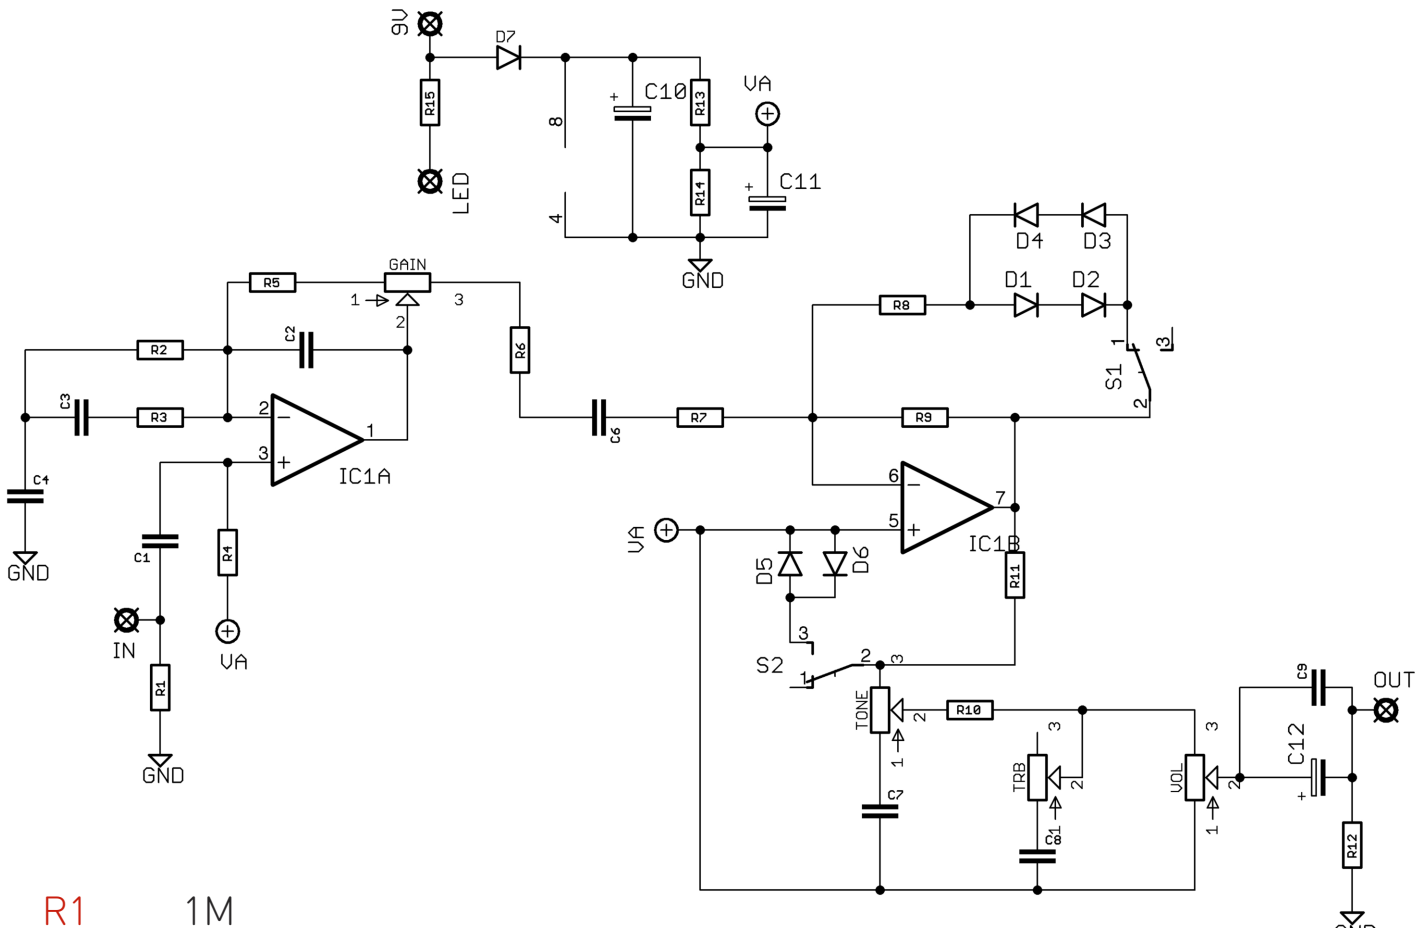 9V
D7
R15
8
+
C10
R13
VA
+
LED
4
R14
+
C11
GND
D4
D3
D1
D2
GAIN
R5
1
3
2
R8
1
3
S1
2
C2
R2
R6
C3
R3
2
-
1
3
+
IC1A
C6
R7
R9
C4
6
-
7
5
+
IC1B
VA
+
GND
C1
R4
D5
D6
R11
IN
+
VA
3
S2
2
3
1
R1
TONE
2
R10
1
C9
OUT
3
3
C12
TRB
2
VOL
2
+
GND
C7
1
1
C8
R12
GND
R1 1M